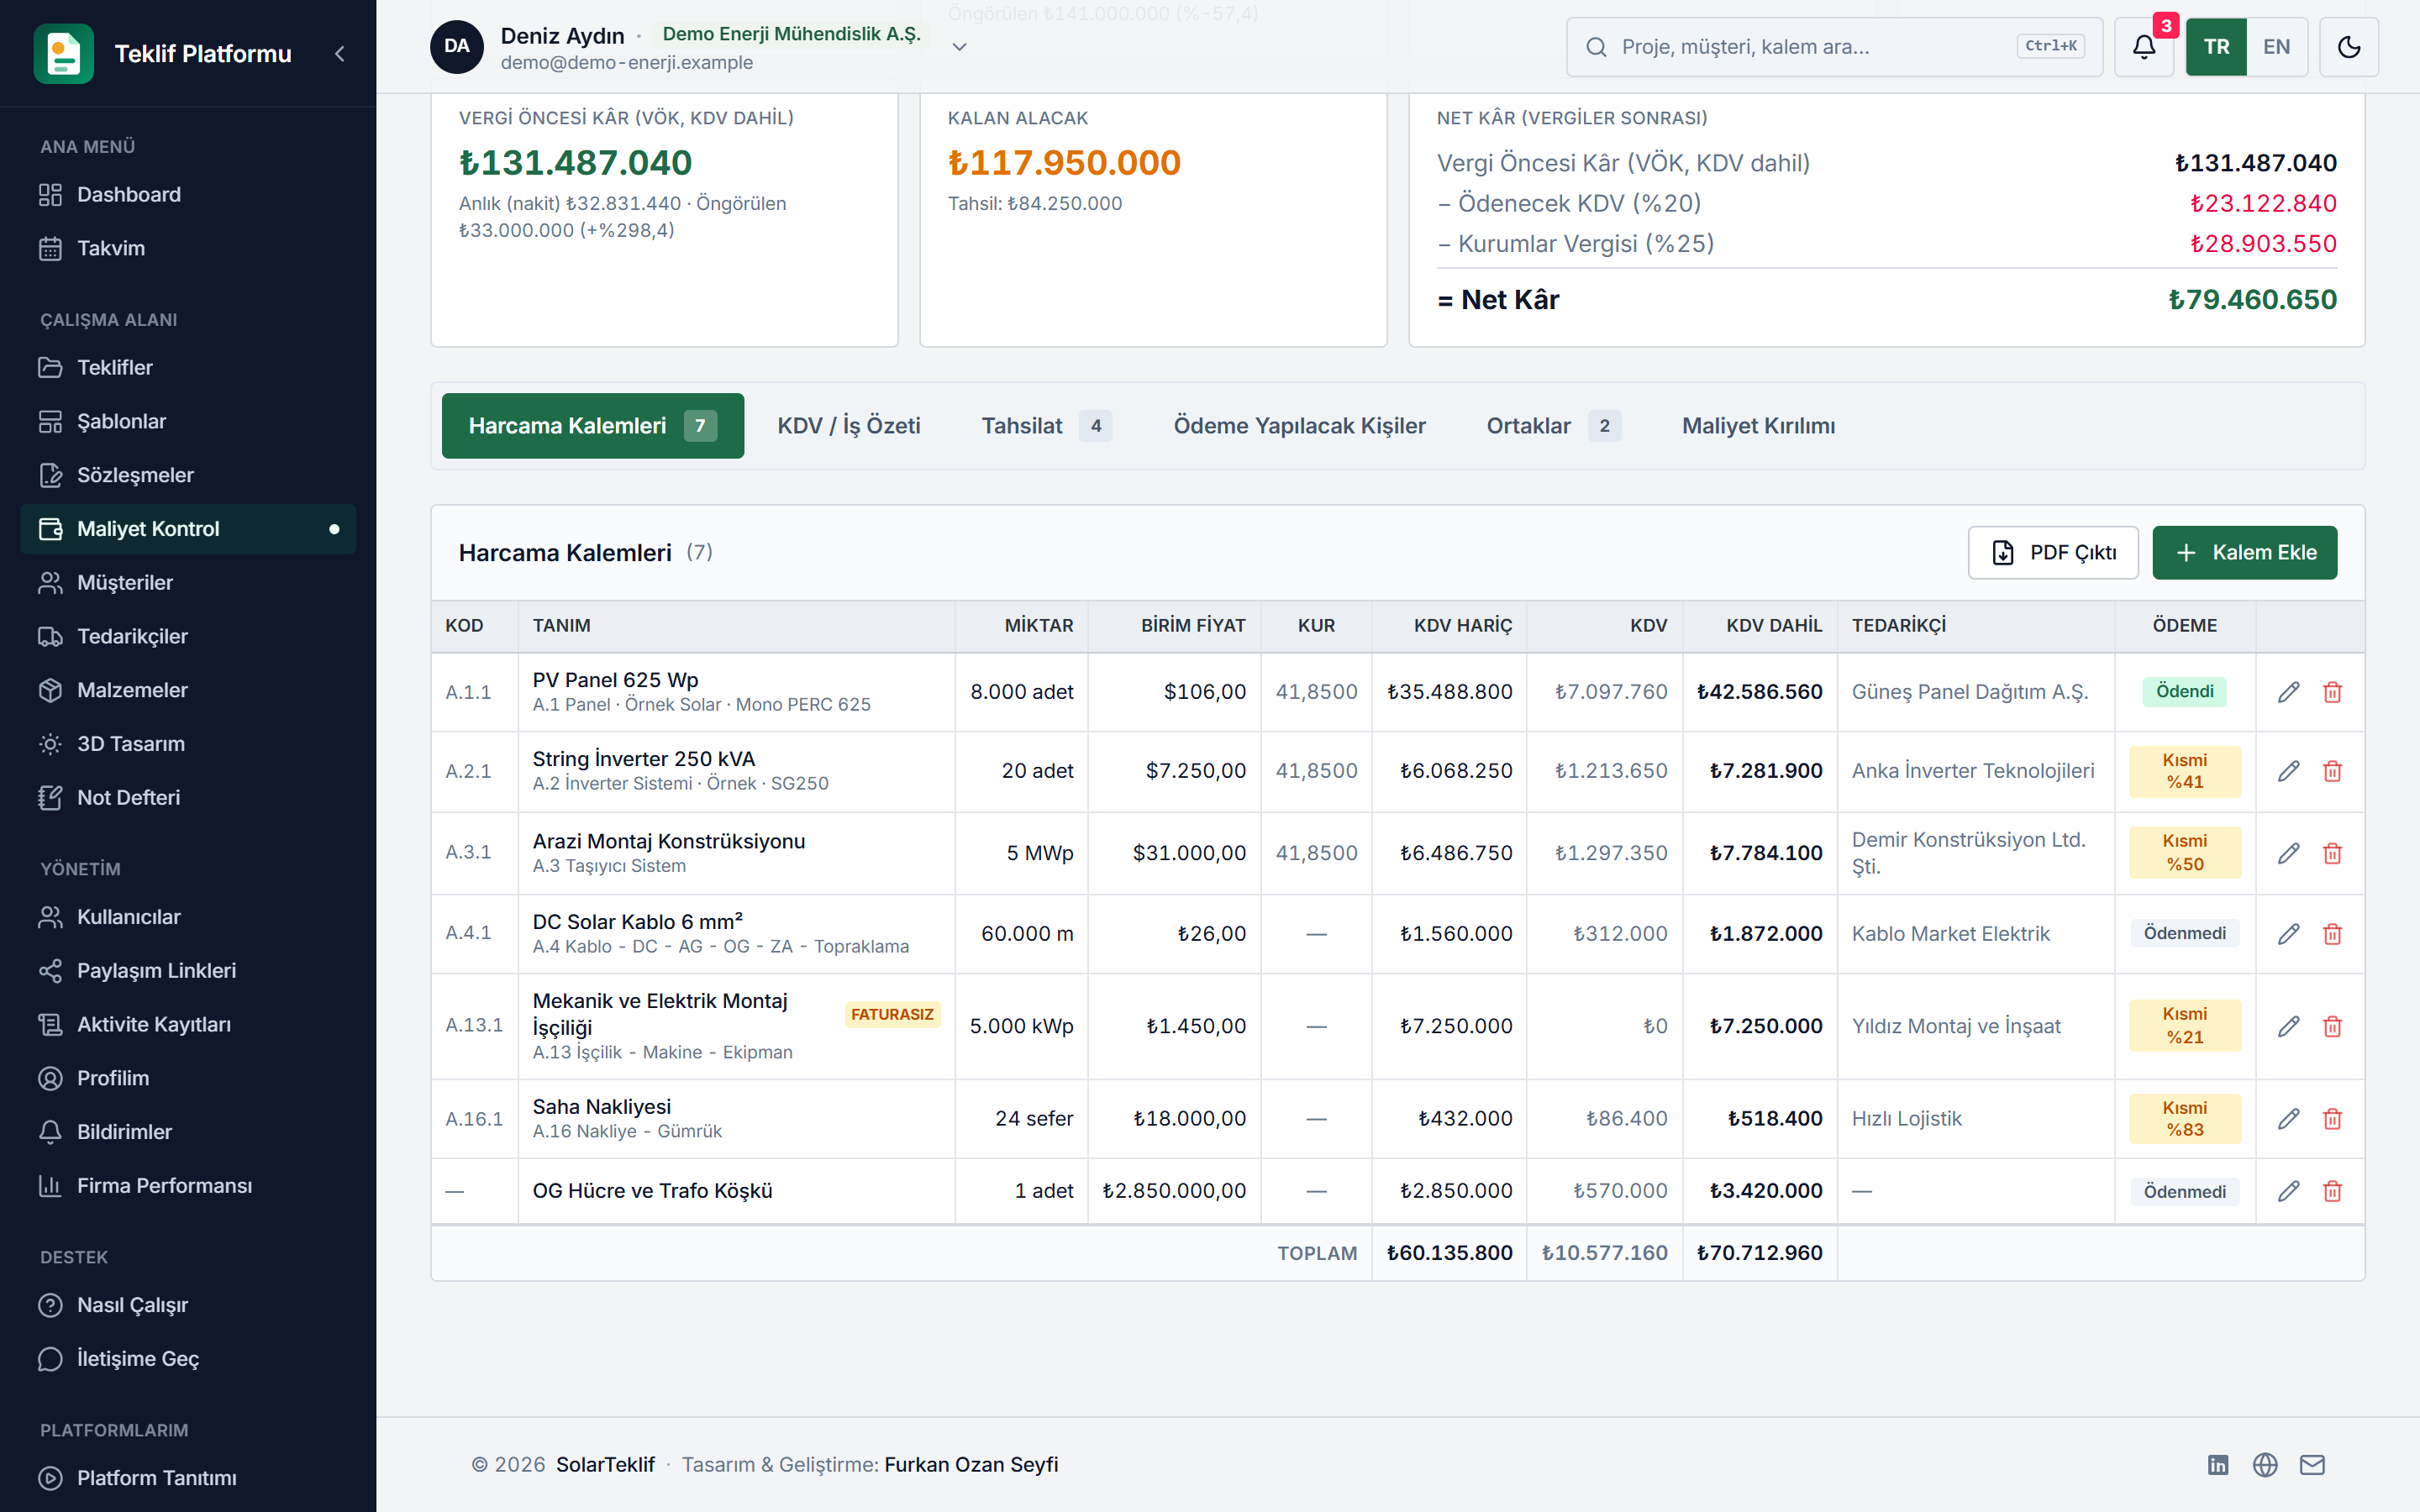 Teklif Platformu
ANA MENÜ
Dashboard
Takvim
ÇALIŞMA ALANI
Teklifler
Şablonlar
Sözleşmeler
Maliyet Kontrol
Müşteriler
Tedarikçiler
Malzemeler
3D Tasarım
Not Defteri
YÖNETİM
Kullanıcılar
Paylaşım Linkleri
Aktivite Kayıtları
Profilim
Bildirimler
Firma Performansı
DESTEK
Nasıl Çalışır
İletişime Geç
PLATFORMLARIM
Platform Tanıtımı
DA
Deniz Aydın · Demo Enerji Mühendislik A.Ş.
demo@demo-enerji.example
Öngörülen ₺141.000.000 (%-57,4)
Proje, müşteri, kalem ara... Ctrl+K
3
TR EN
VERGİ ÖNCESİ KÂR (VÖK, KDV DAHİL)
₺131.487.040
Anlık (nakit) ₺32.831.440 · Öngörülen
₺33.000.000 (+%298,4)
KALAN ALACAK
₺117.950.000
Tahsil: ₺84.250.000
NET KÂR (VERGİLER SONRASI)
Vergi Öncesi Kâr (VÖK, KDV dahil) ₺131.487.040
− Ödenecek KDV (%20) ₺23.122.840
− Kurumlar Vergisi (%25) ₺28.903.550
= Net Kâr ₺79.460.650
Harcama Kalemleri 7 KDV / İş Özeti Tahsilat 4 Ödeme Yapılacak Kişiler Ortaklar 2 Maliyet Kırılımı
Harcama Kalemleri (7) PDF Çıktı + Kalem Ekle
KOD TANIM MİKTAR BİRİM FİYAT KUR KDV HARİÇ KDV KDV DAHİL TEDARİKÇİ ÖDEME
A.1.1 PV Panel 625 Wp 8.000 adet $106,00 41,8500 ₺35.488.800 ₺7.097.760 ₺42.586.560 Güneş Panel Dağıtım A.Ş. Ödendi
A.1 Panel · Örnek Solar · Mono PERC 625
A.2.1 String İnverter 250 kVA 20 adet $7.250,00 41,8500 ₺6.068.250 ₺1.213.650 ₺7.281.900 Anka İnverter Teknolojileri Kısmi %41
A.2 İnverter Sistemi · Örnek · SG250
A.3.1 Arazi Montaj Konstrüksiyonu 5 MWp $31.000,00 41,8500 ₺6.486.750 ₺1.297.350 ₺7.784.100 Demir Konstrüksiyon Ltd. Şti. Kısmi %50
A.3 Taşıyıcı Sistem
A.4.1 DC Solar Kablo 6 mm² 60.000 m ₺26,00 — ₺1.560.000 ₺312.000 ₺1.872.000 Kablo Market Elektrik Ödenmedi
A.4 Kablo - DC - AG - OG - ZA - Topraklama
A.13.1 Mekanik ve Elektrik Montaj İşçiliği FATURASIZ 5.000 kWp ₺1.450,00 — ₺7.250.000 ₺0 ₺7.250.000 Yıldız Montaj ve İnşaat Kısmi %21
A.13 İşçilik - Makine - Ekipman
A.16.1 Saha Nakliyesi 24 sefer ₺18.000,00 — ₺432.000 ₺86.400 ₺518.400 Hızlı Lojistik Kısmi %83
A.16 Nakliye - Gümrük
— OG Hücre ve Trafo Köşkü 1 adet ₺2.850.000,00 — ₺2.850.000 ₺570.000 ₺3.420.000 — Ödenmedi
TOPLAM ₺60.135.800 ₺10.577.160 ₺70.712.960
© 2026 SolarTeklif · Tasarım & Geliştirme: Furkan Ozan Seyfi